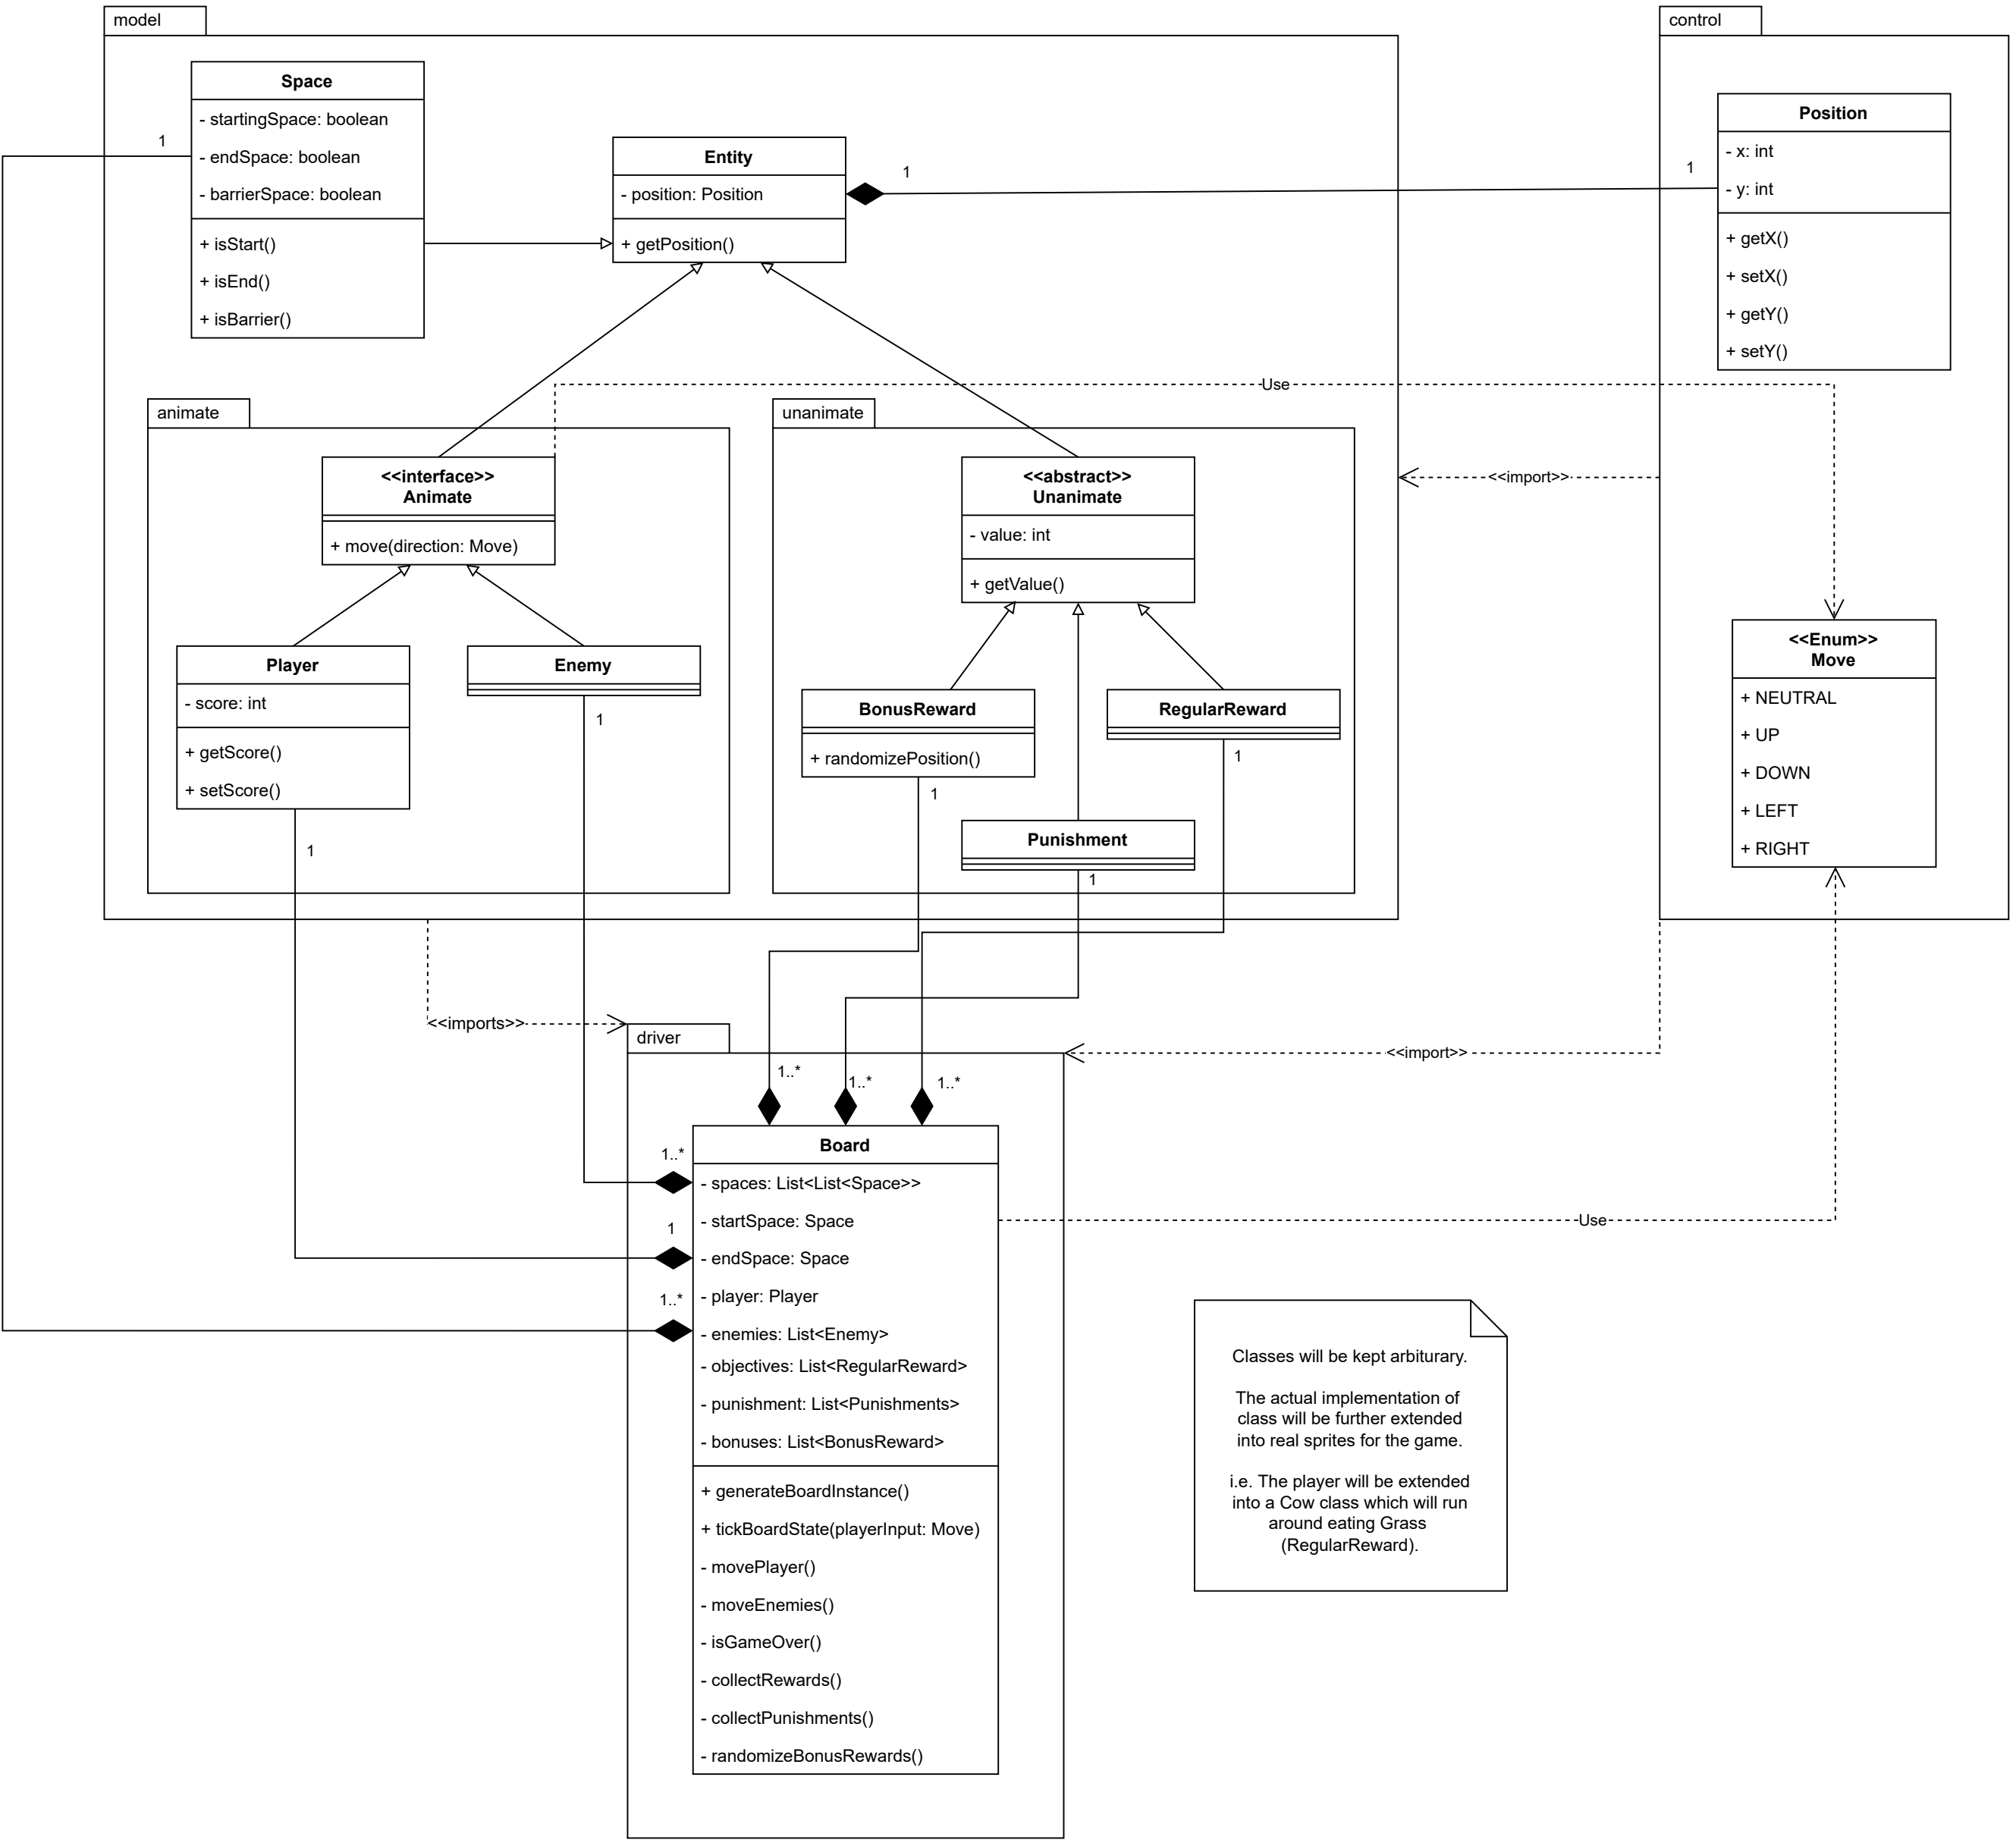 model
Space
- startingSpace: boolean
- endSpace: boolean
- barrierSpace: boolean
+ isStart()
+ isEnd()
+ isBarrier()
1
Entity
- position: Position
+ getPosition()
1
1
control
Position
- x: int
- y: int
+ getX()
+ setX()
+ getY()
+ setY()
Use
animate
<<interface>>
Animate
+ move(direction: Move)
Player
- score: int
+ getScore()
+ setScore()
1
Enemy
1
unanimate
<<abstract>>
Unanimate
- value: int
+ getValue()
BonusReward
+ randomizePosition()
1
RegularReward
1
Punishment
1
<<import>>
<<Enum>>
Move
+ NEUTRAL
+ UP
+ DOWN
+ LEFT
+ RIGHT
<<imports>>
<<import>>
driver
1..*
1..*
1..*
1..*
1
1..*
Board
- spaces: List<List<Space>>
- startSpace: Space
- endSpace: Space
- player: Player
- enemies: List<Enemy>
- objectives: List<RegularReward>
- punishment: List<Punishments>
- bonuses: List<BonusReward>
+ generateBoardInstance()
+ tickBoardState(playerInput: Move)
- movePlayer()
- moveEnemies()
- isGameOver()
- collectRewards()
- collectPunishments()
- randomizeBonusRewards()
Use
Classes will be kept arbiturary.
The actual implementation of
class will be further extended
into real sprites for the game.
i.e. The player will be extended
into a Cow class which will run
around eating Grass
(RegularReward).